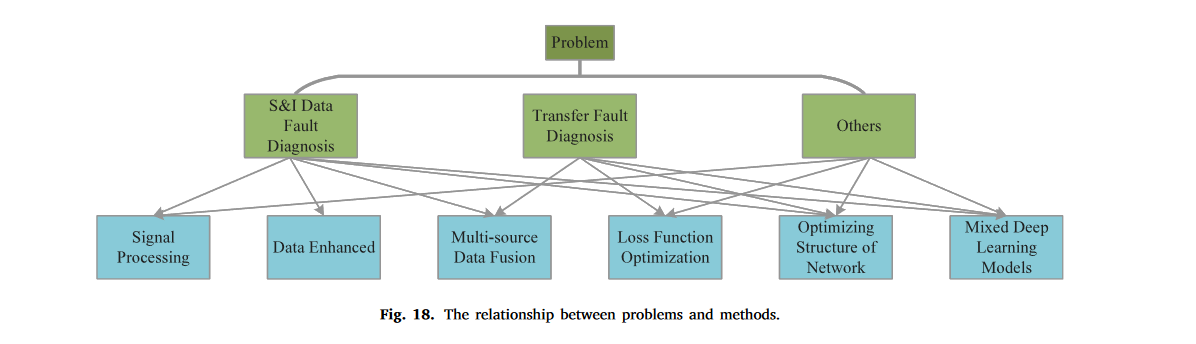 Problem
S&I Data
Fault
Diagnosis
Transfer Fault
Diagnosis
Others
Signal
Processing
Data Enhanced
Multi-source
Data Fusion
Loss Function
Optimization
Optimizing
Structure of
Network
Mixed Deep
Learning
Models
Fig. 18. The relationship between problems and methods.